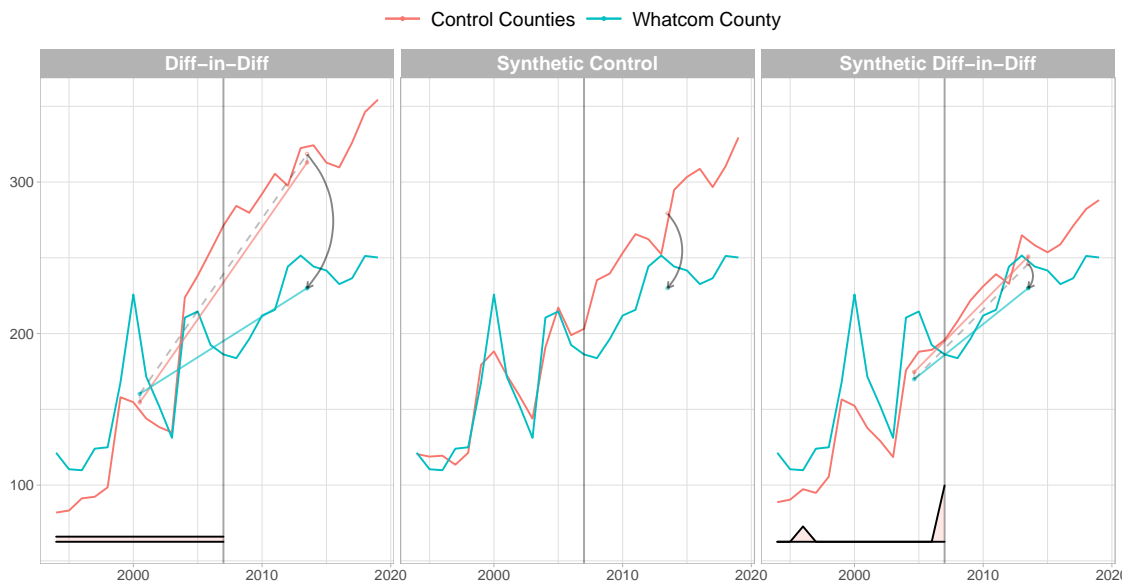 Control Counties Whatcom County
Diff−in−Diff Synthetic Control Synthetic Diff−in−Diff
300
200
100
2000 2010 2020 2000 2010 2020 2000 2010 2020